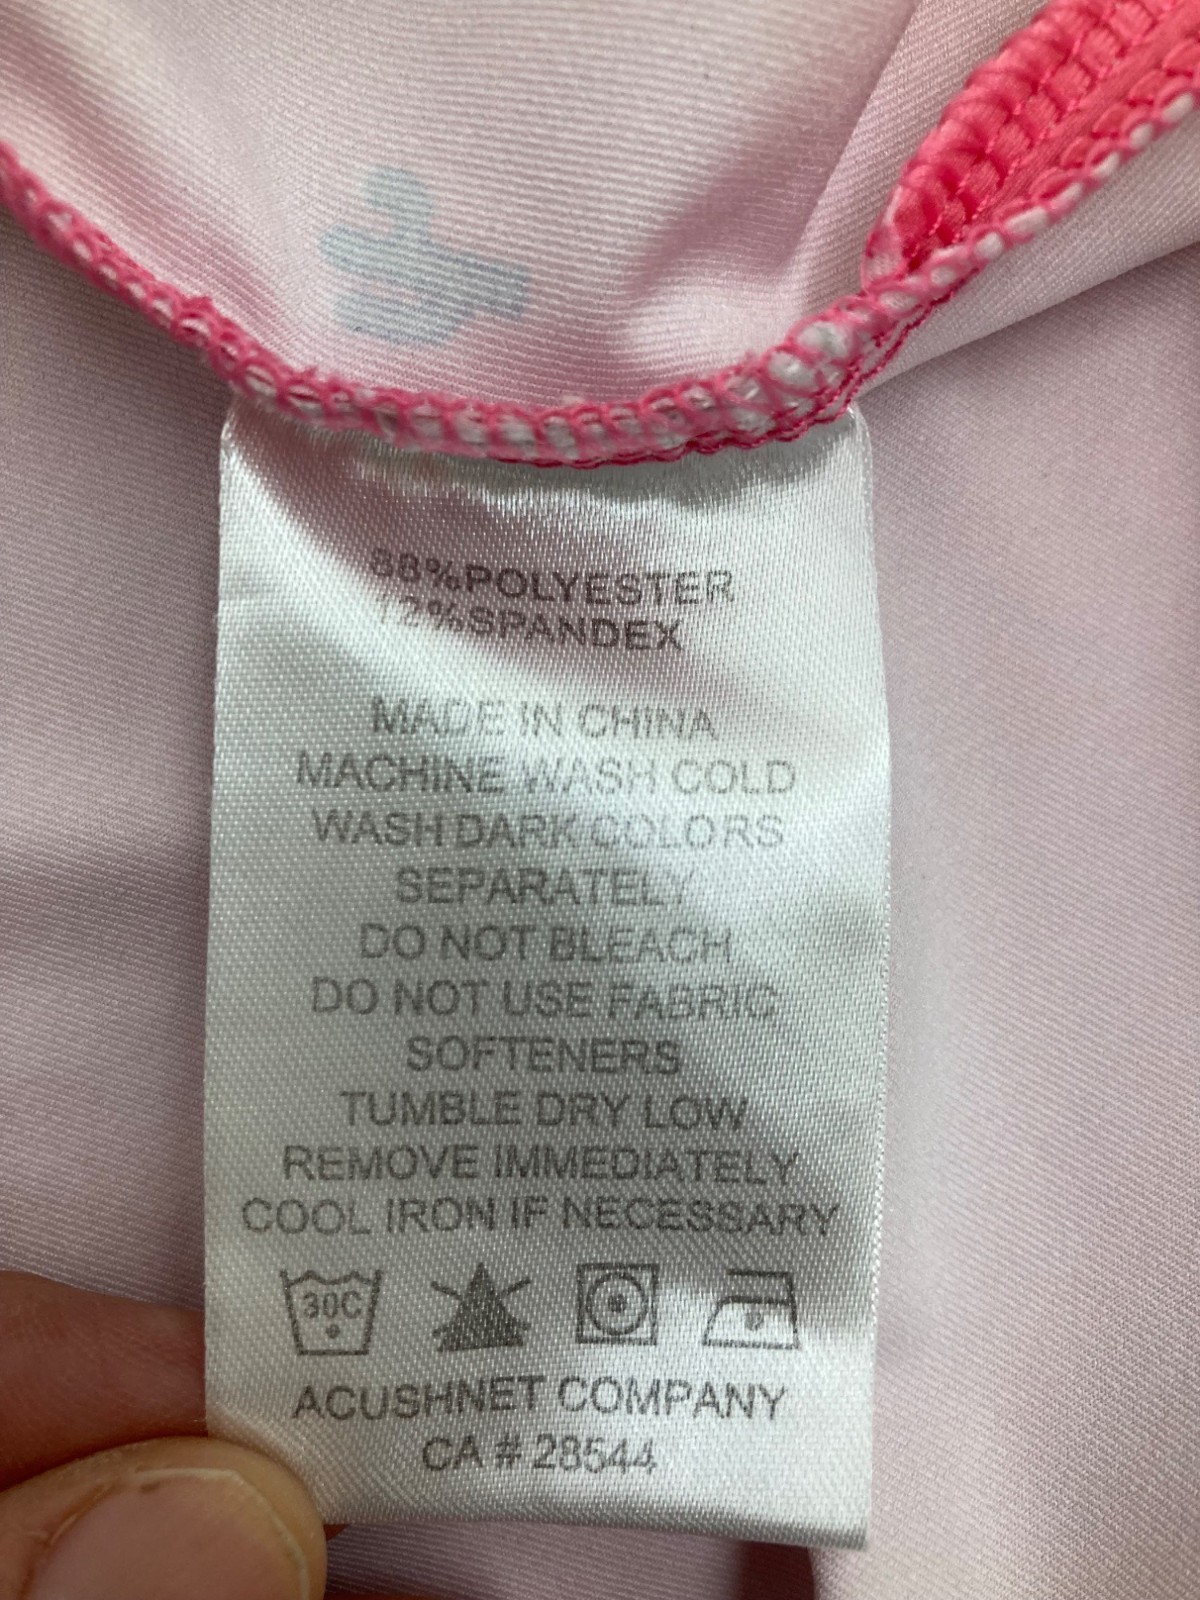 88%POLYESTER
12%SPANDEX
MADE IN CHINA
MACHINE WASH COLD
WASH DARK COLORS
SEPARATELY
DO NOT BLEACH
DO NOT USE FABRIC
SOFTENERS
TUMBLE DRY LOW
REMOVE IMMEDIATELY
COOL IRON IF NECESSARY
30C
ACUSHNET COMPANY
CA # 28544